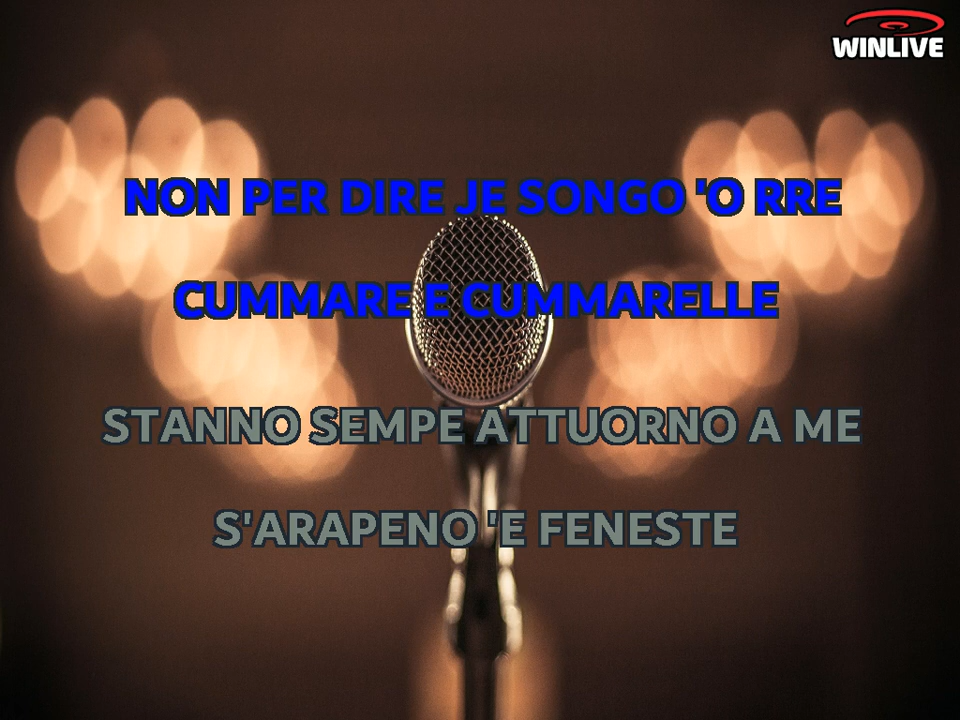 WINLIVE
NON PER DIRE JE SONGO 'O RRE
CUMMARE E CUMMARELLE
STANNO SEMPE ATTUORNO A ME
S'ARAPENO 'E FENESTE